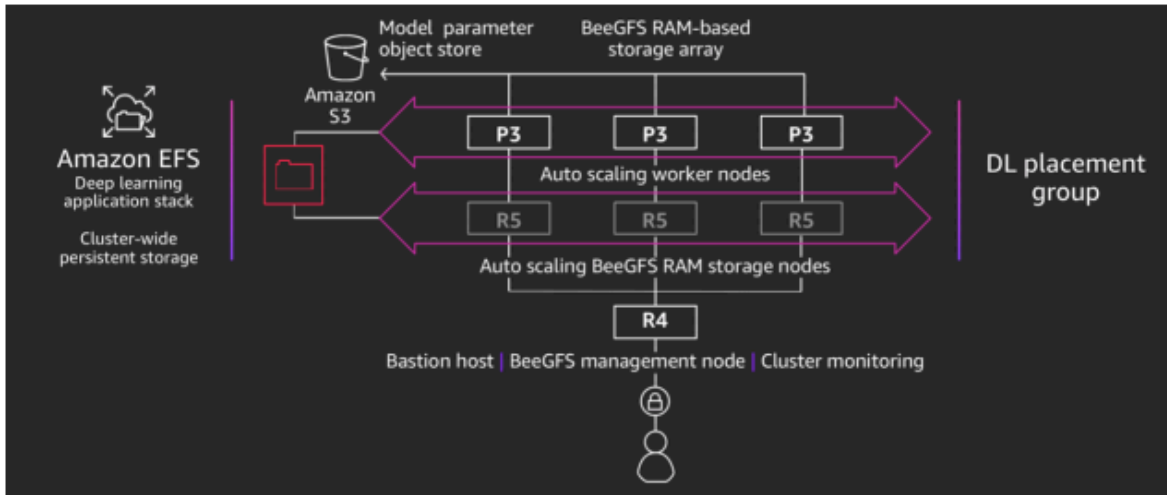 Model parameter
object store
BeeGFS RAM-based
storage array
Amazon
S3
Amazon EFS
Deep learning
application stack
Cluster-wide
persistent storage
P3
P3
P3
Auto scaling worker nodes
R5
R5
R5
Auto scaling BeeGFS RAM storage nodes
DL placement
group
R4
Bastion host | BeeGFS management node | Cluster monitoring